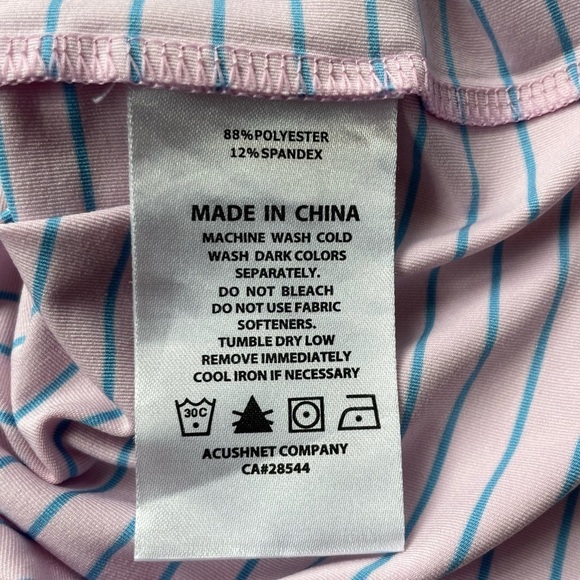 88%POLYESTER
12%SPANDEX
MADE IN CHINA
MACHINE WASH COLD
WASH DARK COLORS
SEPARATELY.
DO NOT BLEACH
DO NOT USE FABRIC
SOFTENERS.
TUMBLE DRY LOW
REMOVE IMMEDIATELY
COOL IRON IF NECESSARY
30C
ACUSHNET COMPANY
CA#28544